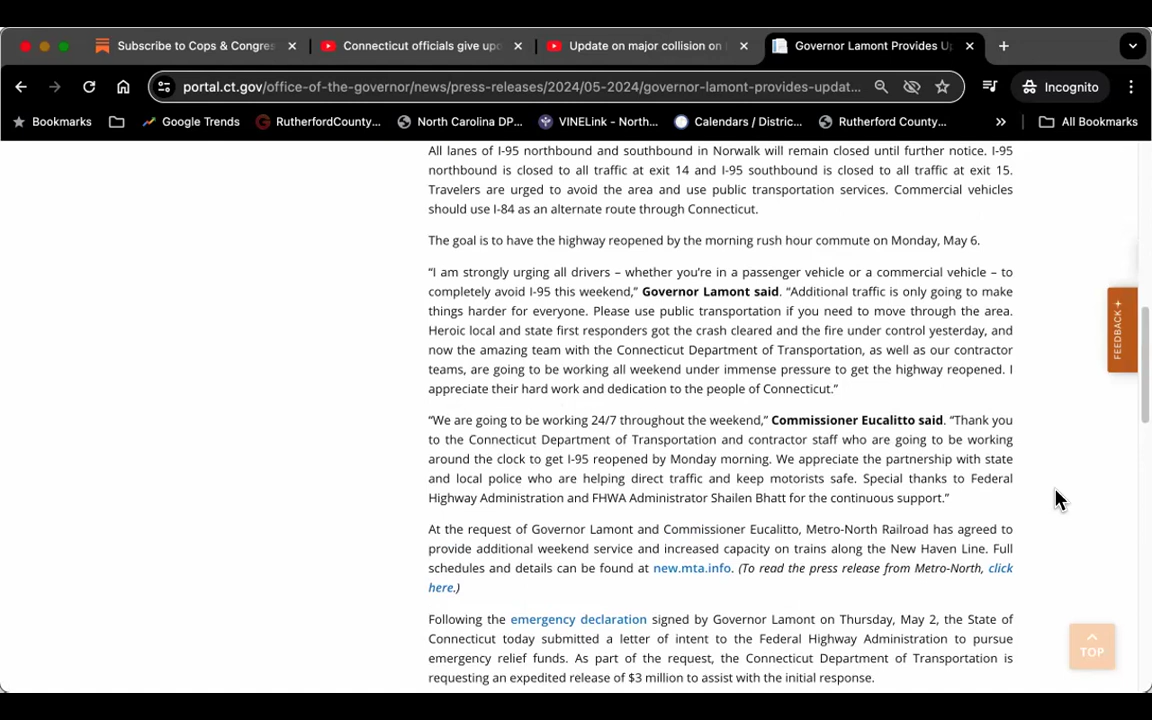 Subscribe to Cops & Congres
Connecticut officials give upd
Update on major collision on I
Governor Lamont Provides U
portal.ct.gov/office-of-the-governor/news/press-releases/2024/05-2024/governor-lamont-provides-updat...
Incognito
Bookmarks
Google Trends
RutherfordCounty...
North Carolina DP...
VINELink - North...
Calendars / Distric...
Rutherford County...
All Bookmarks
All lanes of I-95 northbound and southbound in Norwalk will remain closed until further notice. I-95
northbound is closed to all traffic at exit 14 and I-95 southbound is closed to all traffic at exit 15.
Travelers are urged to avoid the area and use public transportation services. Commercial vehicles
should use I-84 as an alternate route through Connecticut.
The goal is to have the highway reopened by the morning rush hour commute on Monday, May 6.
“I am strongly urging all drivers – whether you’re in a passenger vehicle or a commercial vehicle – to
completely avoid I-95 this weekend,” Governor Lamont said. “Additional traffic is only going to make
things harder for everyone. Please use public transportation if you need to move through the area.
Heroic local and state first responders got the crash cleared and the fire under control yesterday, and
now the amazing team with the Connecticut Department of Transportation, as well as our contractor
teams, are going to be working all weekend under immense pressure to get the highway reopened. I
appreciate their hard work and dedication to the people of Connecticut.”
“We are going to be working 24/7 throughout the weekend,” Commissioner Eucalitto said. “Thank you
to the Connecticut Department of Transportation and contractor staff who are going to be working
around the clock to get I-95 reopened by Monday morning. We appreciate the partnership with state
and local police who are helping direct traffic and keep motorists safe. Special thanks to Federal
Highway Administration and FHWA Administrator Shailen Bhatt for the continuous support.”
At the request of Governor Lamont and Commissioner Eucalitto, Metro-North Railroad has agreed to
provide additional weekend service and increased capacity on trains along the New Haven Line. Full
schedules and details can be found at new.mta.info. (To read the press release from Metro-North, click
here.)
Following the emergency declaration signed by Governor Lamont on Thursday, May 2, the State of
Connecticut today submitted a letter of intent to the Federal Highway Administration to pursue
emergency relief funds. As part of the request, the Connecticut Department of Transportation is
requesting an expedited release of $3 million to assist with the initial response.
FEEDBACK +
TOP